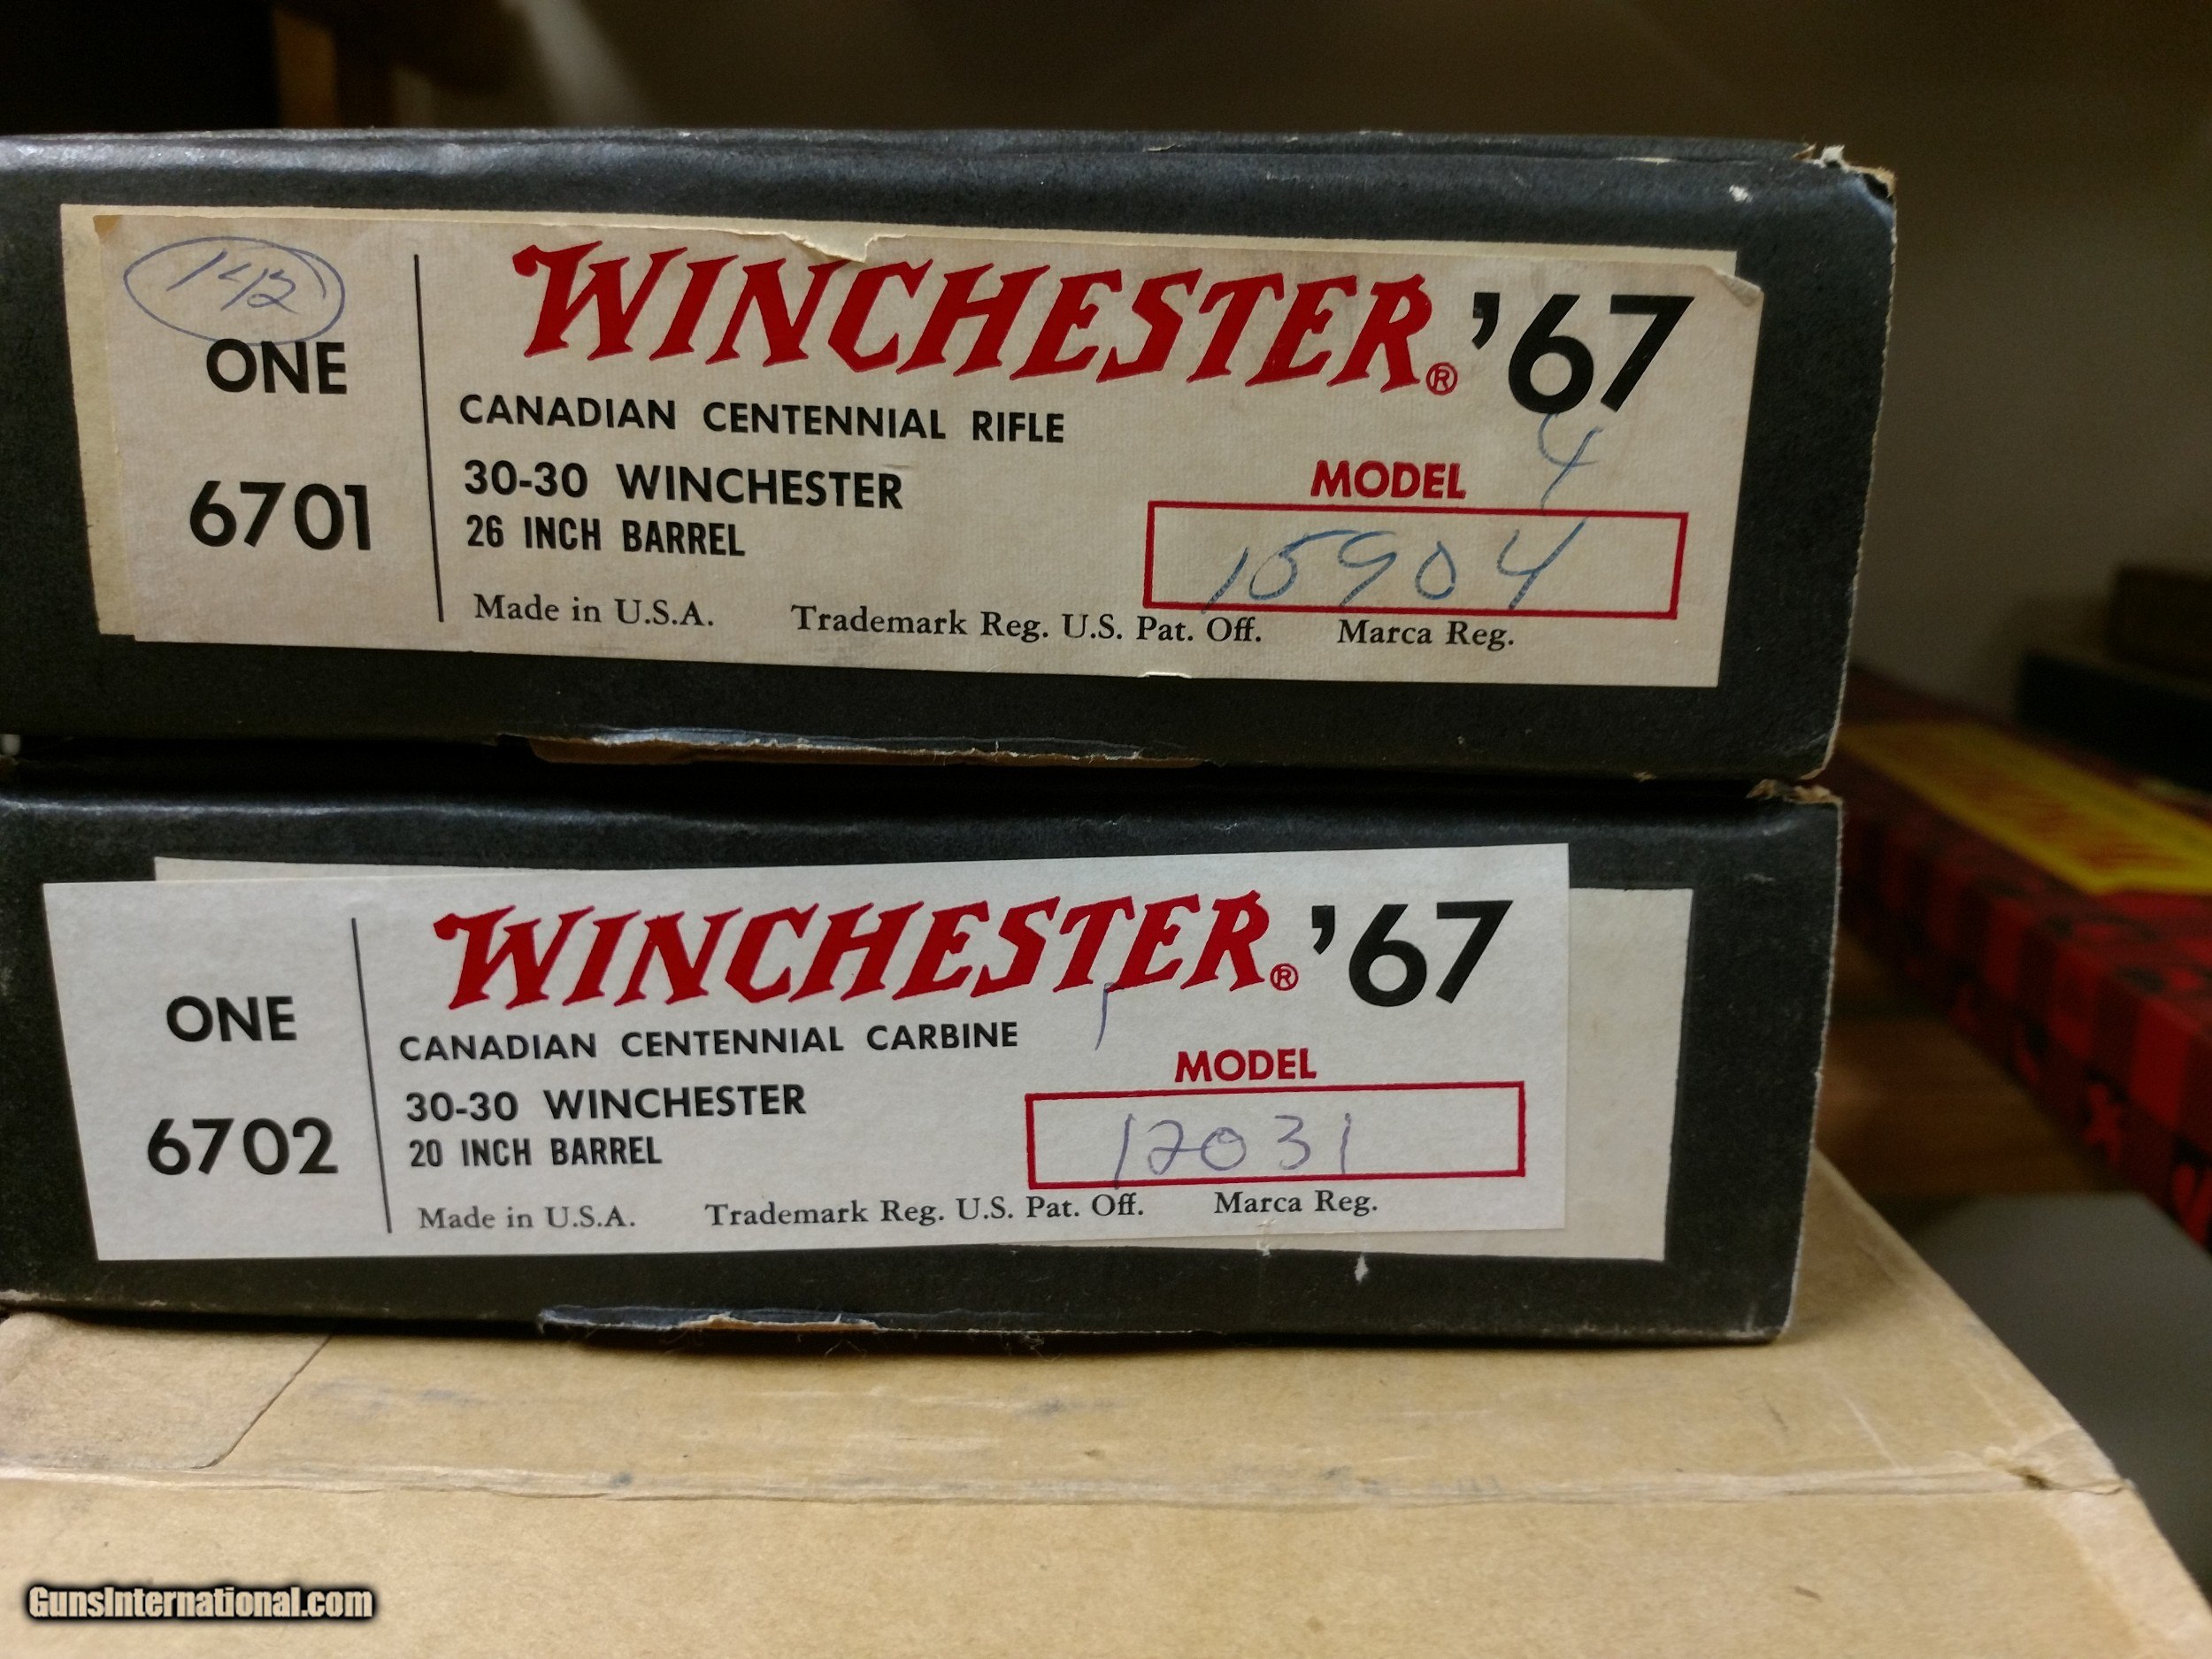 142
ONE
6701
WINCHESTER® '67
CANADIAN CENTENNIAL RIFLE
30-30 WINCHESTER
26 INCH BARREL
4
MODEL
15904
Made in U.S.A. Trademark Reg. U.S. Pat. Off. Marca Reg.
ONE
6702
WINCHESTER® '67
CANADIAN CENTENNIAL CARBINE
30-30 WINCHESTER
20 INCH BARREL
MODEL
12031
Made in U.S.A. Trademark Reg. U.S. Pat. Off. Marca Reg.
GunsInternational.com